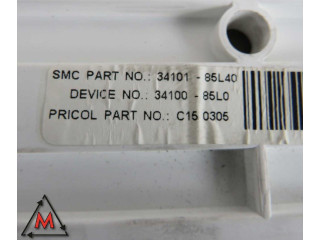 SMC PART NO.: 34101 - 85L40
DEVICE NO.: 34100 - 85L0
PRICOL PART NO.: C15 0305
M